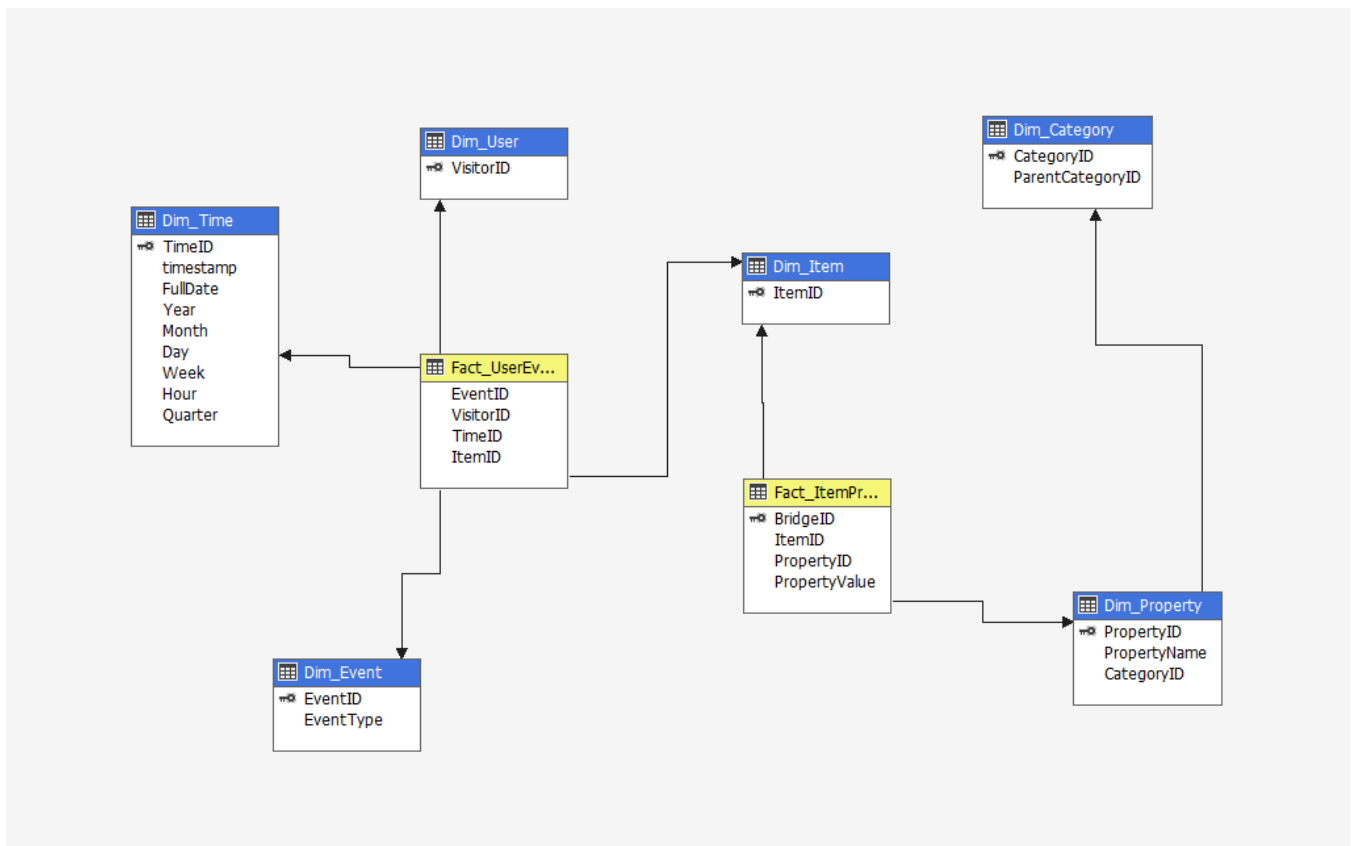 Dim_User
VisitorID
Dim_Category
CategoryID
ParentCategoryID
Dim_Time
TimeID
timestamp
FullDate
Year
Month
Day
Week
Hour
Quarter
Dim_Item
ItemID
Fact_UserEv...
EventID
VisitorID
TimeID
ItemID
Fact_ItemPr...
BridgeID
ItemID
PropertyID
PropertyValue
Dim_Property
PropertyID
PropertyName
CategoryID
Dim_Event
EventID
EventType